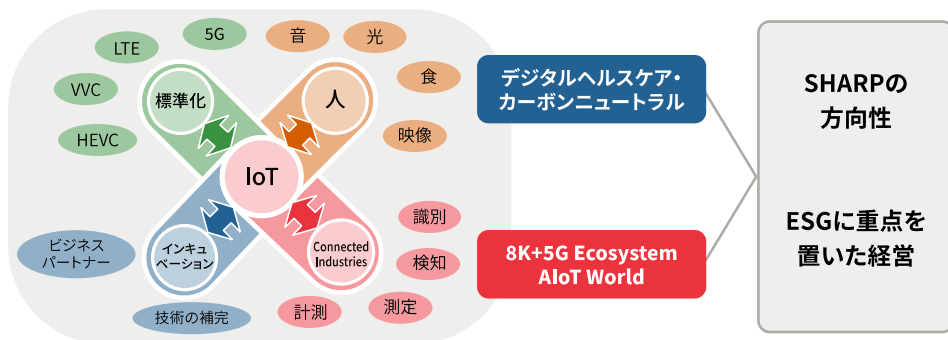 5G
音
光
LTE
食
VVC
標準化
人
HEVC
映像
IoT
識別
ビジネス
パートナー
インキュ
ベーション
Connected
Industries
検知
技術の補完
計測
測定
デジタルヘルスケア・
カーボンニュートラル
8K+5G Ecosystem
AIoT World
SHARPの
方向性
ESGに重点を
置いた経営